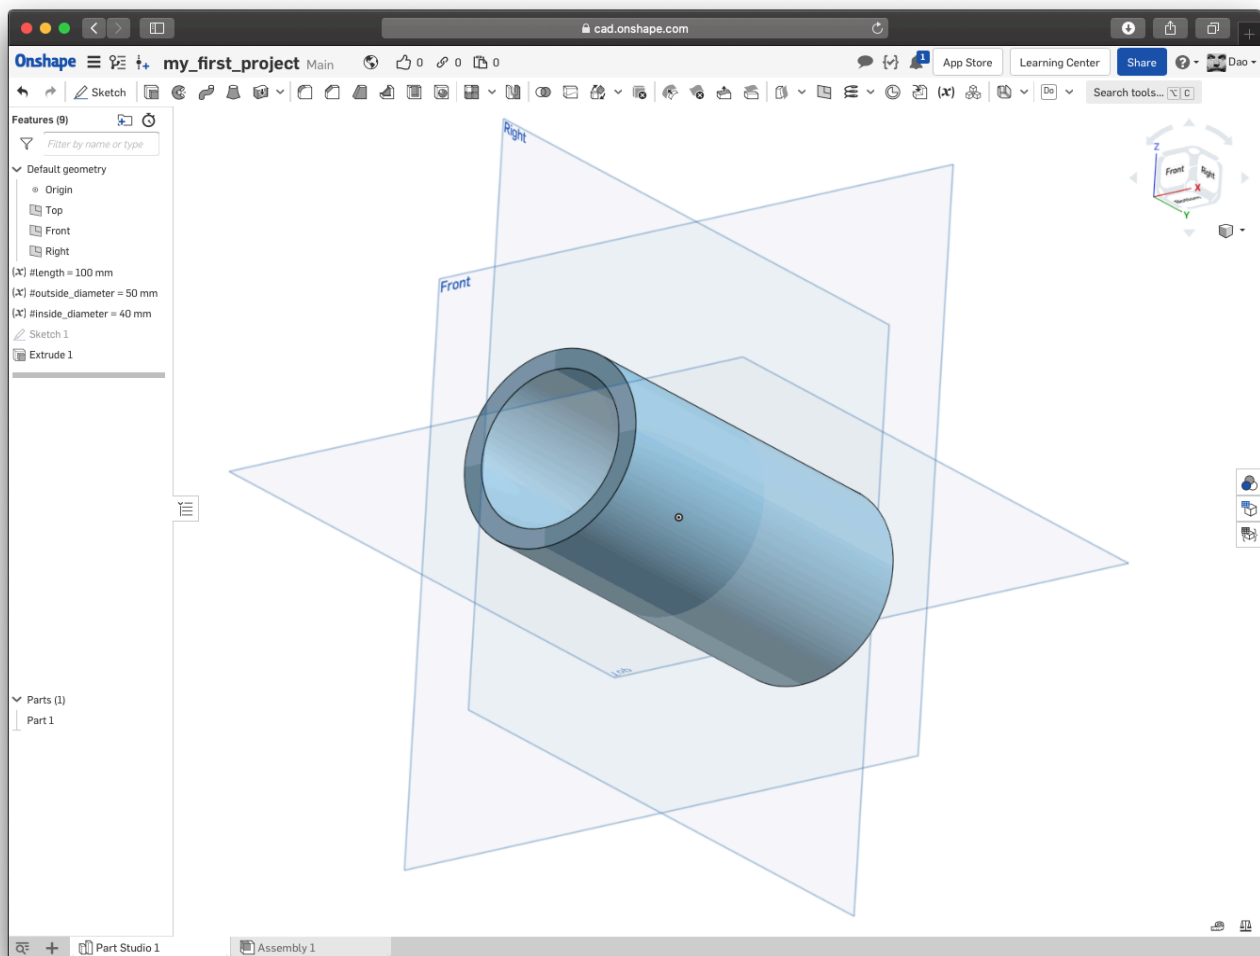 cad.onshape.com
Onshape my_first_project Main 0 0 0 1 App Store Learning Center Share Dao
Sketch Search tools... ⌥ C
Features (9)
Filter by name or type
Default geometry
Origin
Top
Front
Right
(x) #length = 100 mm
(x) #outside_diameter = 50 mm
(x) #inside_diameter = 40 mm
Sketch 1
Extrude 1
Parts (1)
Part 1
Right
Front
Top
Z
Front Right
X
Bottom
Y
Part Studio 1 Assembly 1